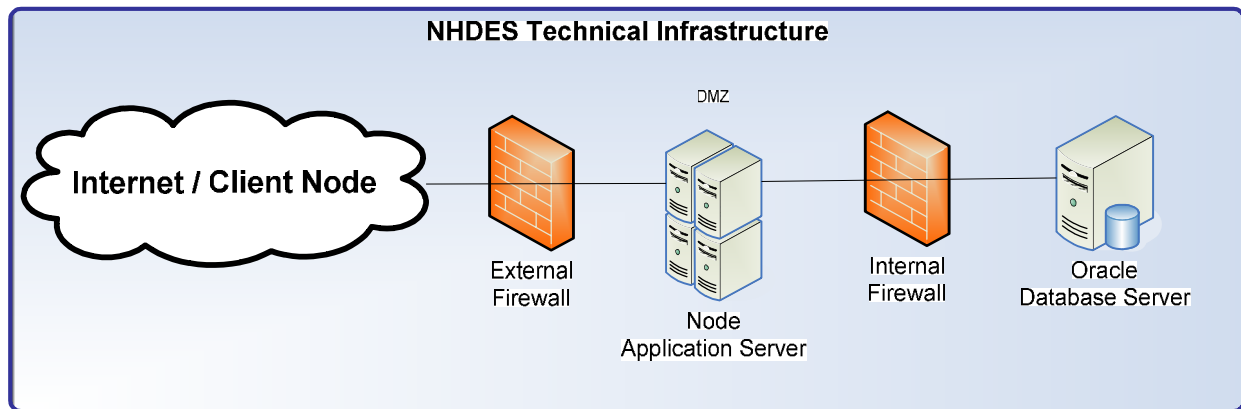 NHDES Technical Infrastructure
DMZ
Internet / Client Node
External
Firewall
Node
Application Server
Internal
Firewall
Oracle
Database Server